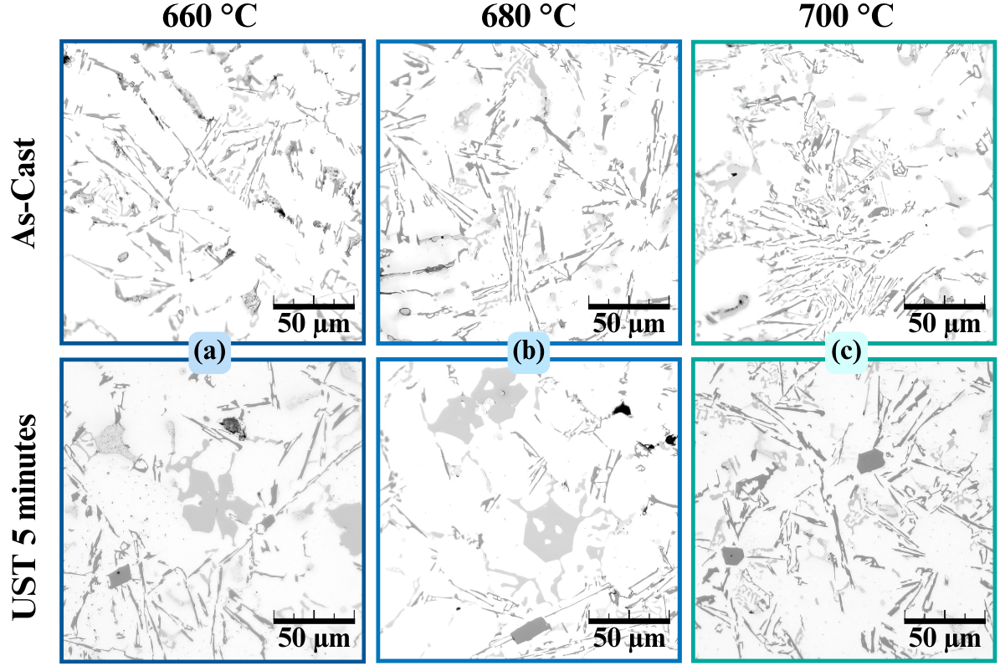 660 °C 680 °C 700 °C
As-Cast
50 μm 50 μm 50 μm
(a) (b) (c)
UST 5 minutes
50 μm 50 μm 50 μm